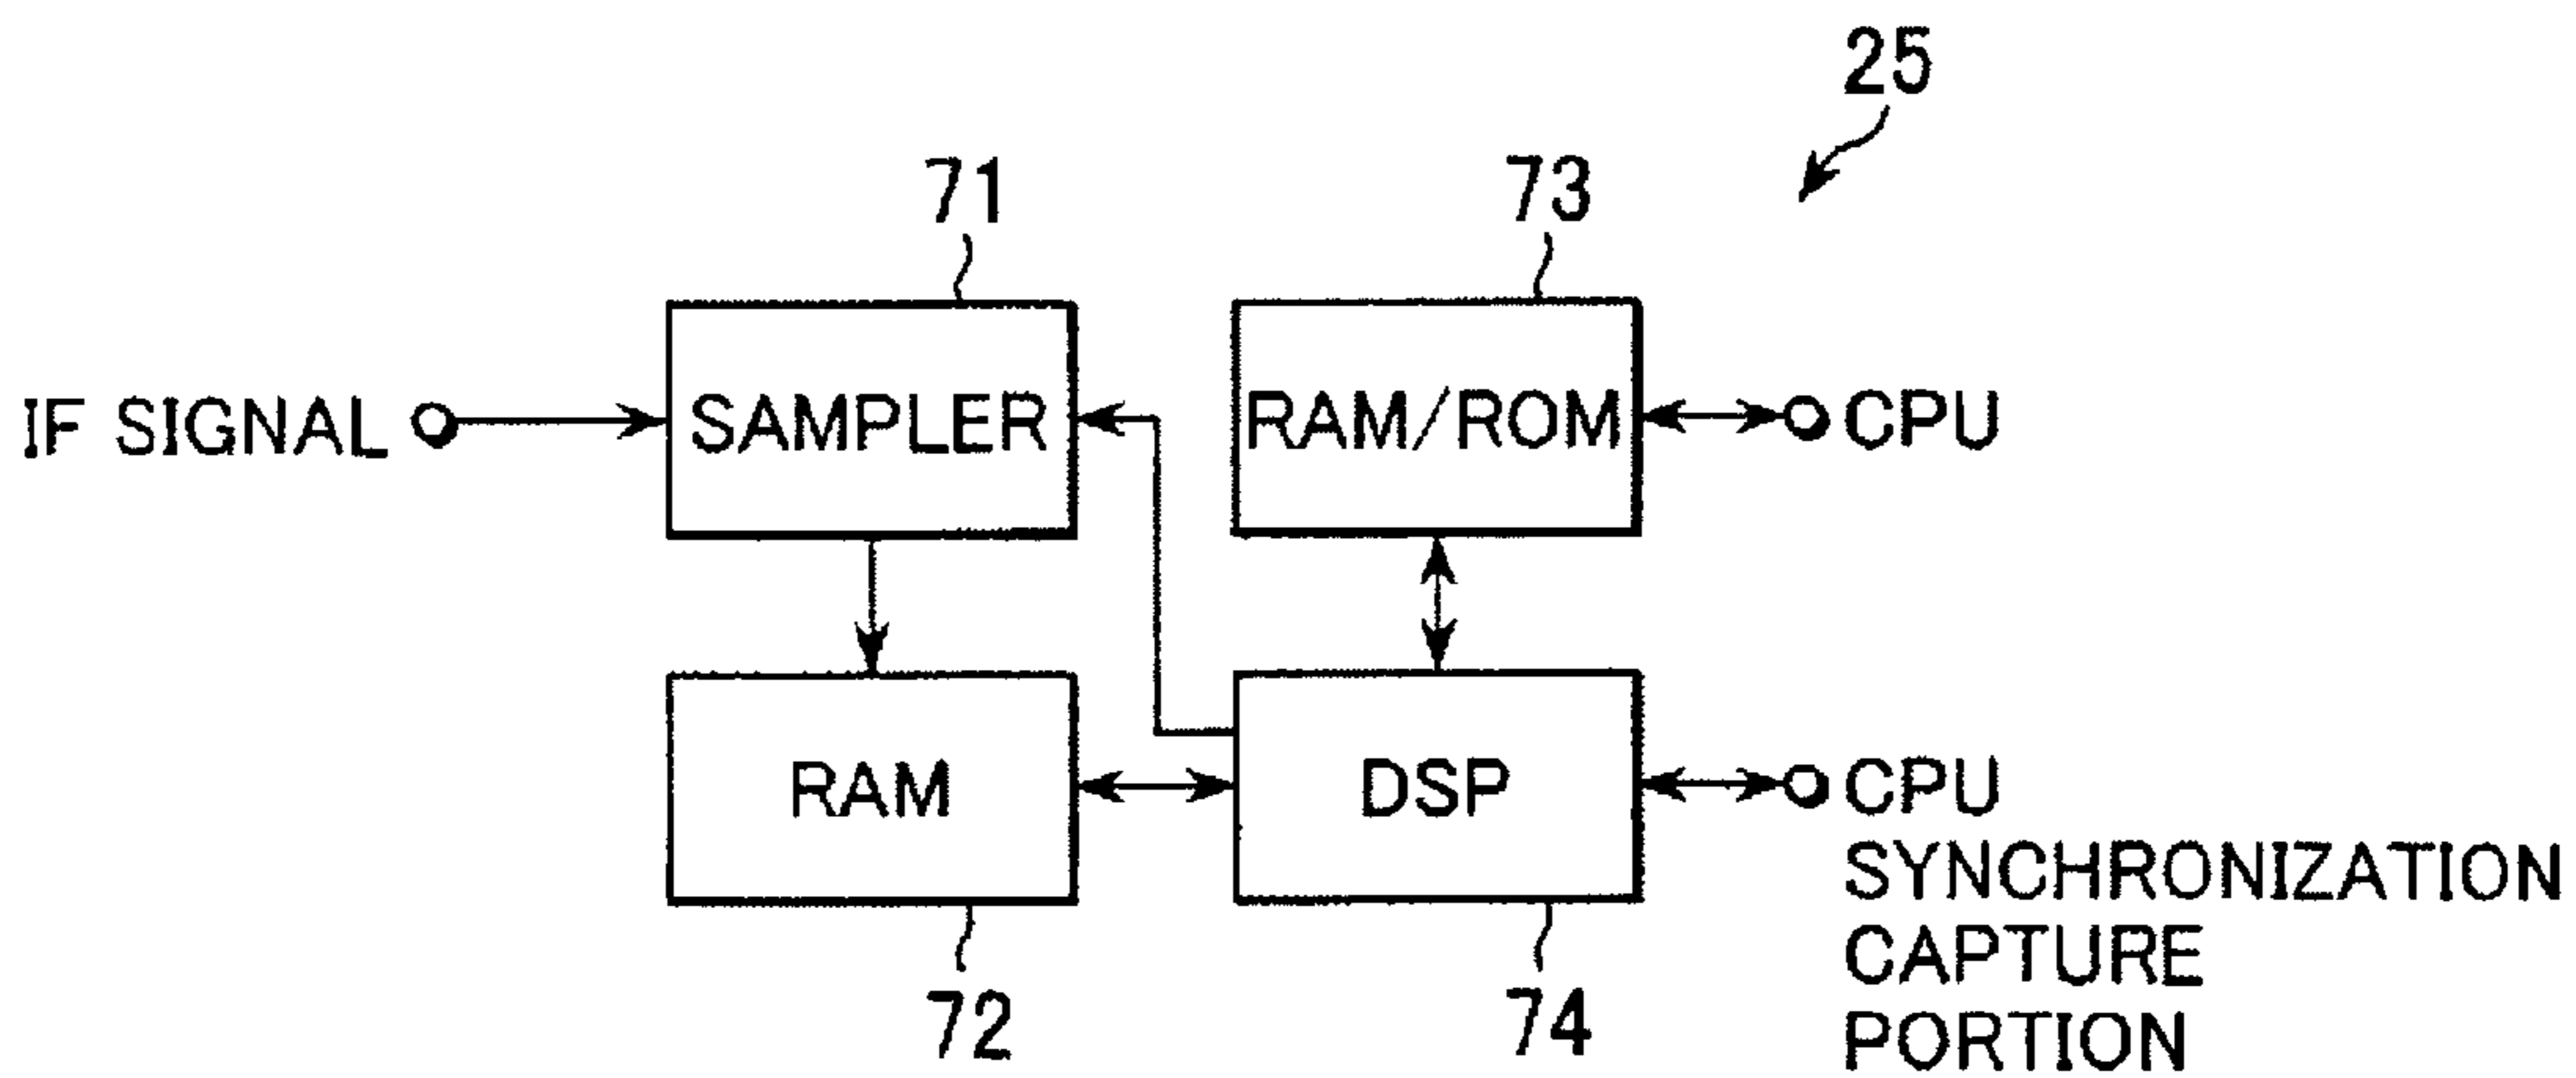 25
71
73
IF SIGNAL
SAMPLER
RAM/ROM
CPU
RAM
DSP
CPU
SYNCHRONIZATION
CAPTURE
PORTION
72
74